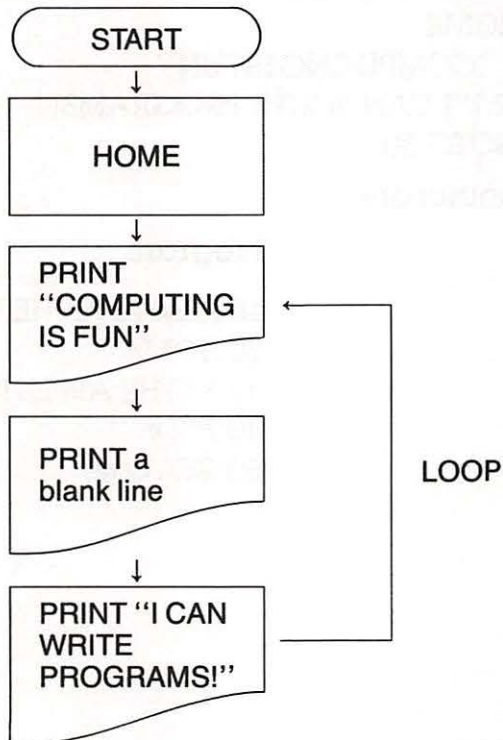 START
HOME
PRINT
‘‘COMPUTING
IS FUN’’
PRINT a
blank line
LOOP
PRINT ‘‘I CAN
WRITE
PROGRAMS!’’